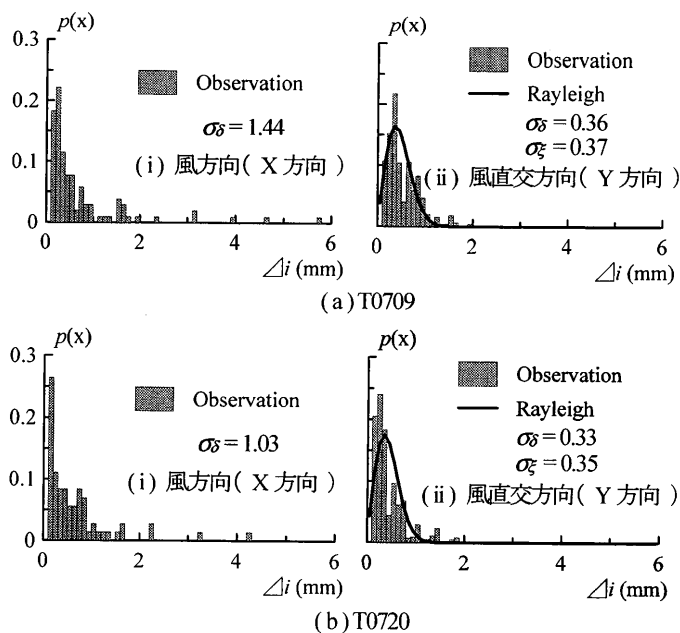 p(x)
0.3
0.2
0.1
0
Observation
σδ=1.44
(i) 風方向( X 方向 )
0 2 4 6
⊿i (mm)
p(x)
Observation
Rayleigh
σδ=0.36
σξ=0.37
(ii) 風直交方向( Y 方向 )
0 2 4 6
⊿i (mm)
(a) T0709
p(x)
0.3
0.2
0.1
0
Observation
σδ=1.03
(i) 風方向( X 方向 )
0 2 4 6
⊿i (mm)
p(x)
Observation
Rayleigh
σδ=0.33
σξ=0.35
(ii) 風直交方向( Y 方向 )
0 2 4 6
⊿i (mm)
(b) T0720